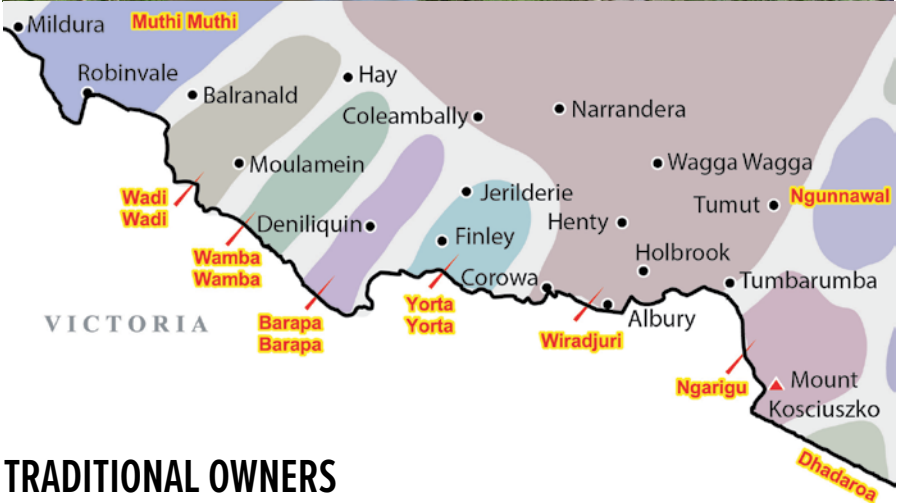 Mildura
Muthi Muthi
Robinvale
Balranald
Hay
Coleambally
Narrandera
Moulamein
Wagga Wagga
Wadi
Wadi
Jerilderie
Tumut
Ngunnawal
Deniliquin
Henty
Finley
Wamba
Wamba
Holbrook
Corowa
Tumbarumba
Yorta
Yorta
Barapa
Barapa
VICTORIA
Albury
Wiradjuri
Ngarigu
Mount
Kosciuszko
Dhadaroa
TRADITIONAL OWNERS